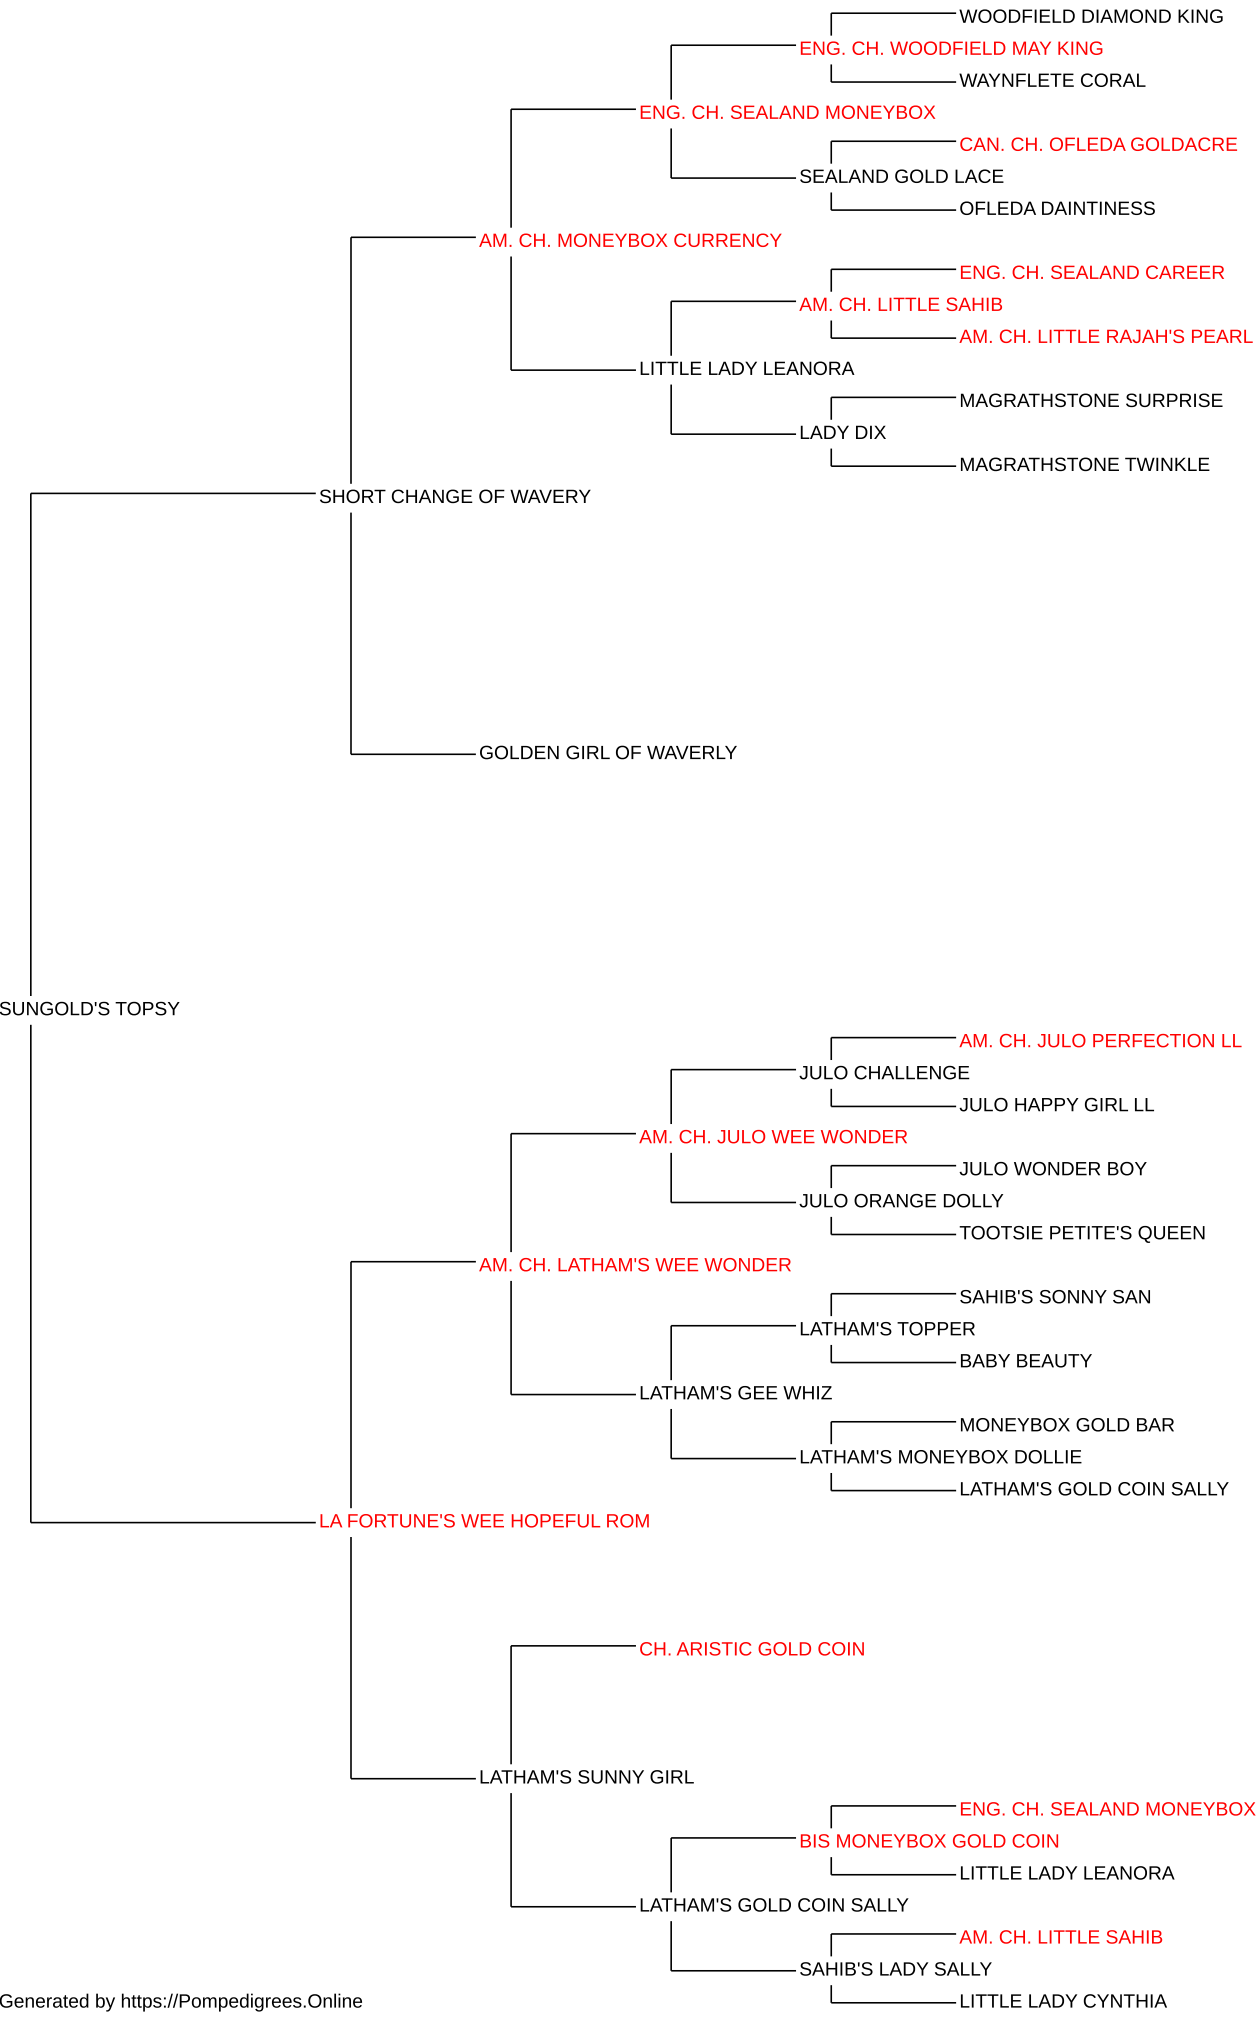 WOODFIELD DIAMOND KING
ENG. CH. WOODFIELD MAY KING
WAYNFLETE CORAL
ENG. CH. SEALAND MONEYBOX
CAN. CH. OFLEDA GOLDACRE
SEALAND GOLD LACE
OFLEDA DAINTINESS
AM. CH. MONEYBOX CURRENCY
ENG. CH. SEALAND CAREER
AM. CH. LITTLE SAHIB
AM. CH. LITTLE RAJAH'S PEARL
LITTLE LADY LEANORA
MAGRATHSTONE SURPRISE
LADY DIX
MAGRATHSTONE TWINKLE
SHORT CHANGE OF WAVERY
GOLDEN GIRL OF WAVERLY
SUNGOLD'S TOPSY
AM. CH. JULO PERFECTION LL
JULO CHALLENGE
JULO HAPPY GIRL LL
AM. CH. JULO WEE WONDER
JULO WONDER BOY
JULO ORANGE DOLLY
TOOTSIE PETITE'S QUEEN
AM. CH. LATHAM'S WEE WONDER
SAHIB'S SONNY SAN
LATHAM'S TOPPER
BABY BEAUTY
LATHAM'S GEE WHIZ
MONEYBOX GOLD BAR
LATHAM'S MONEYBOX DOLLIE
LATHAM'S GOLD COIN SALLY
LA FORTUNE'S WEE HOPEFUL ROM
CH. ARISTIC GOLD COIN
LATHAM'S SUNNY GIRL
ENG. CH. SEALAND MONEYBOX
BIS MONEYBOX GOLD COIN
LITTLE LADY LEANORA
LATHAM'S GOLD COIN SALLY
AM. CH. LITTLE SAHIB
SAHIB'S LADY SALLY
LITTLE LADY CYNTHIA
Generated by https://Pompedigrees.Online